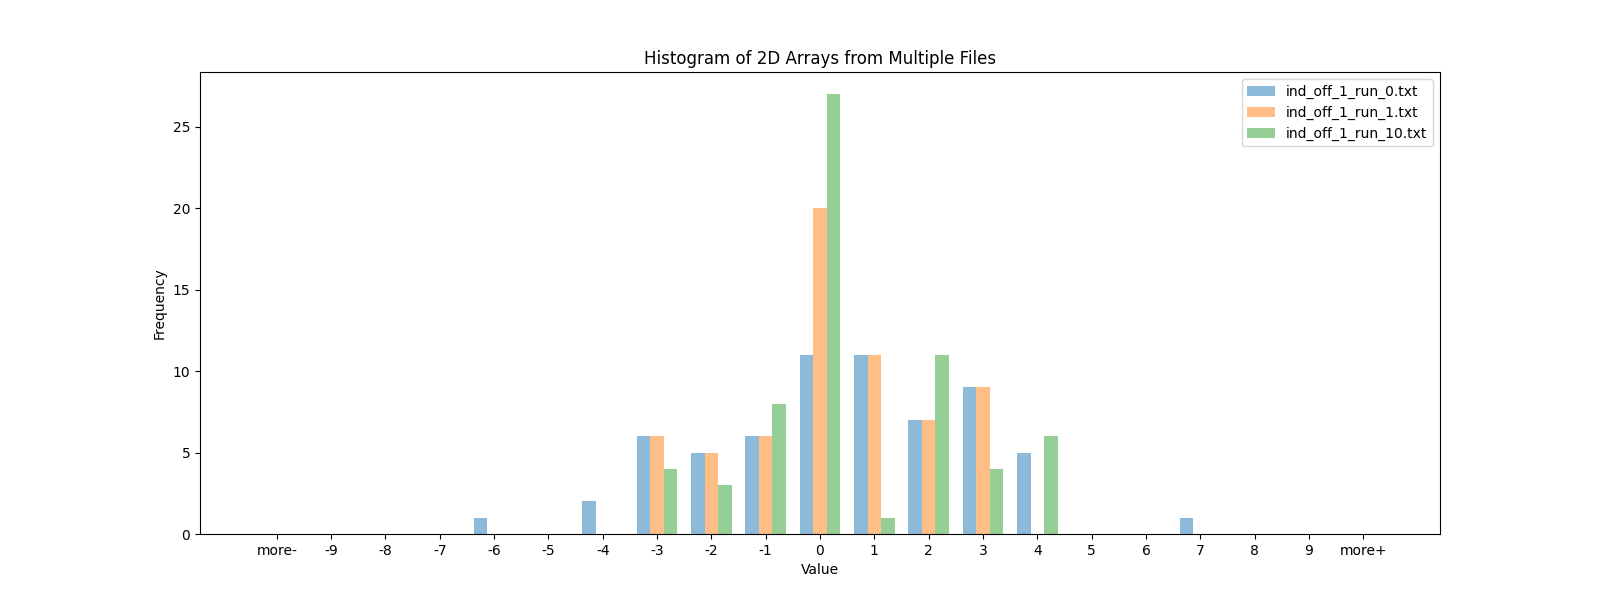 Histogram of 2D Arrays from Multiple Files
ind_off_1_run_0.txt
ind_off_1_run_1.txt
ind_off_1_run_10.txt
Frequency
25
20
15
10
5
0
more- -9 -8 -7 -6 -5 -4 -3 -2 -1 0 1 2 3 4 5 6 7 8 9 more+
Value